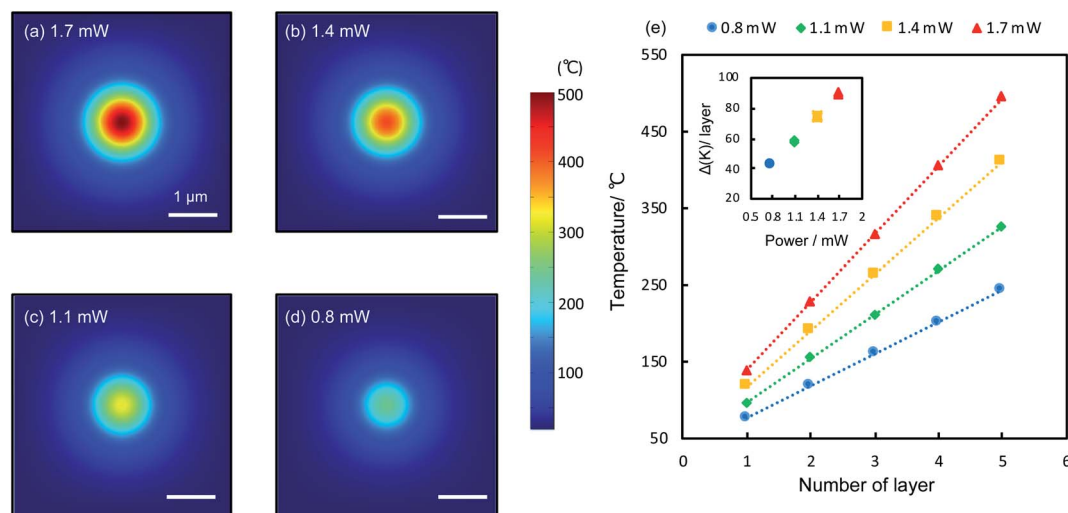 (a) 1.7 mW
1 μm
(b) 1.4 mW
(c) 1.1 mW
(d) 0.8 mW
(℃)
500
400
300
200
100
(e)
0.8 mW
1.1 mW
1.4 mW
1.7 mW
550
450
350
250
150
50
Temperature/ ℃
0
1
2
3
4
5
6
Number of layer
100
80
60
40
20
Δ(K)/ layer
0.5
0.8
1.1
1.4
1.7
2
Power / mW